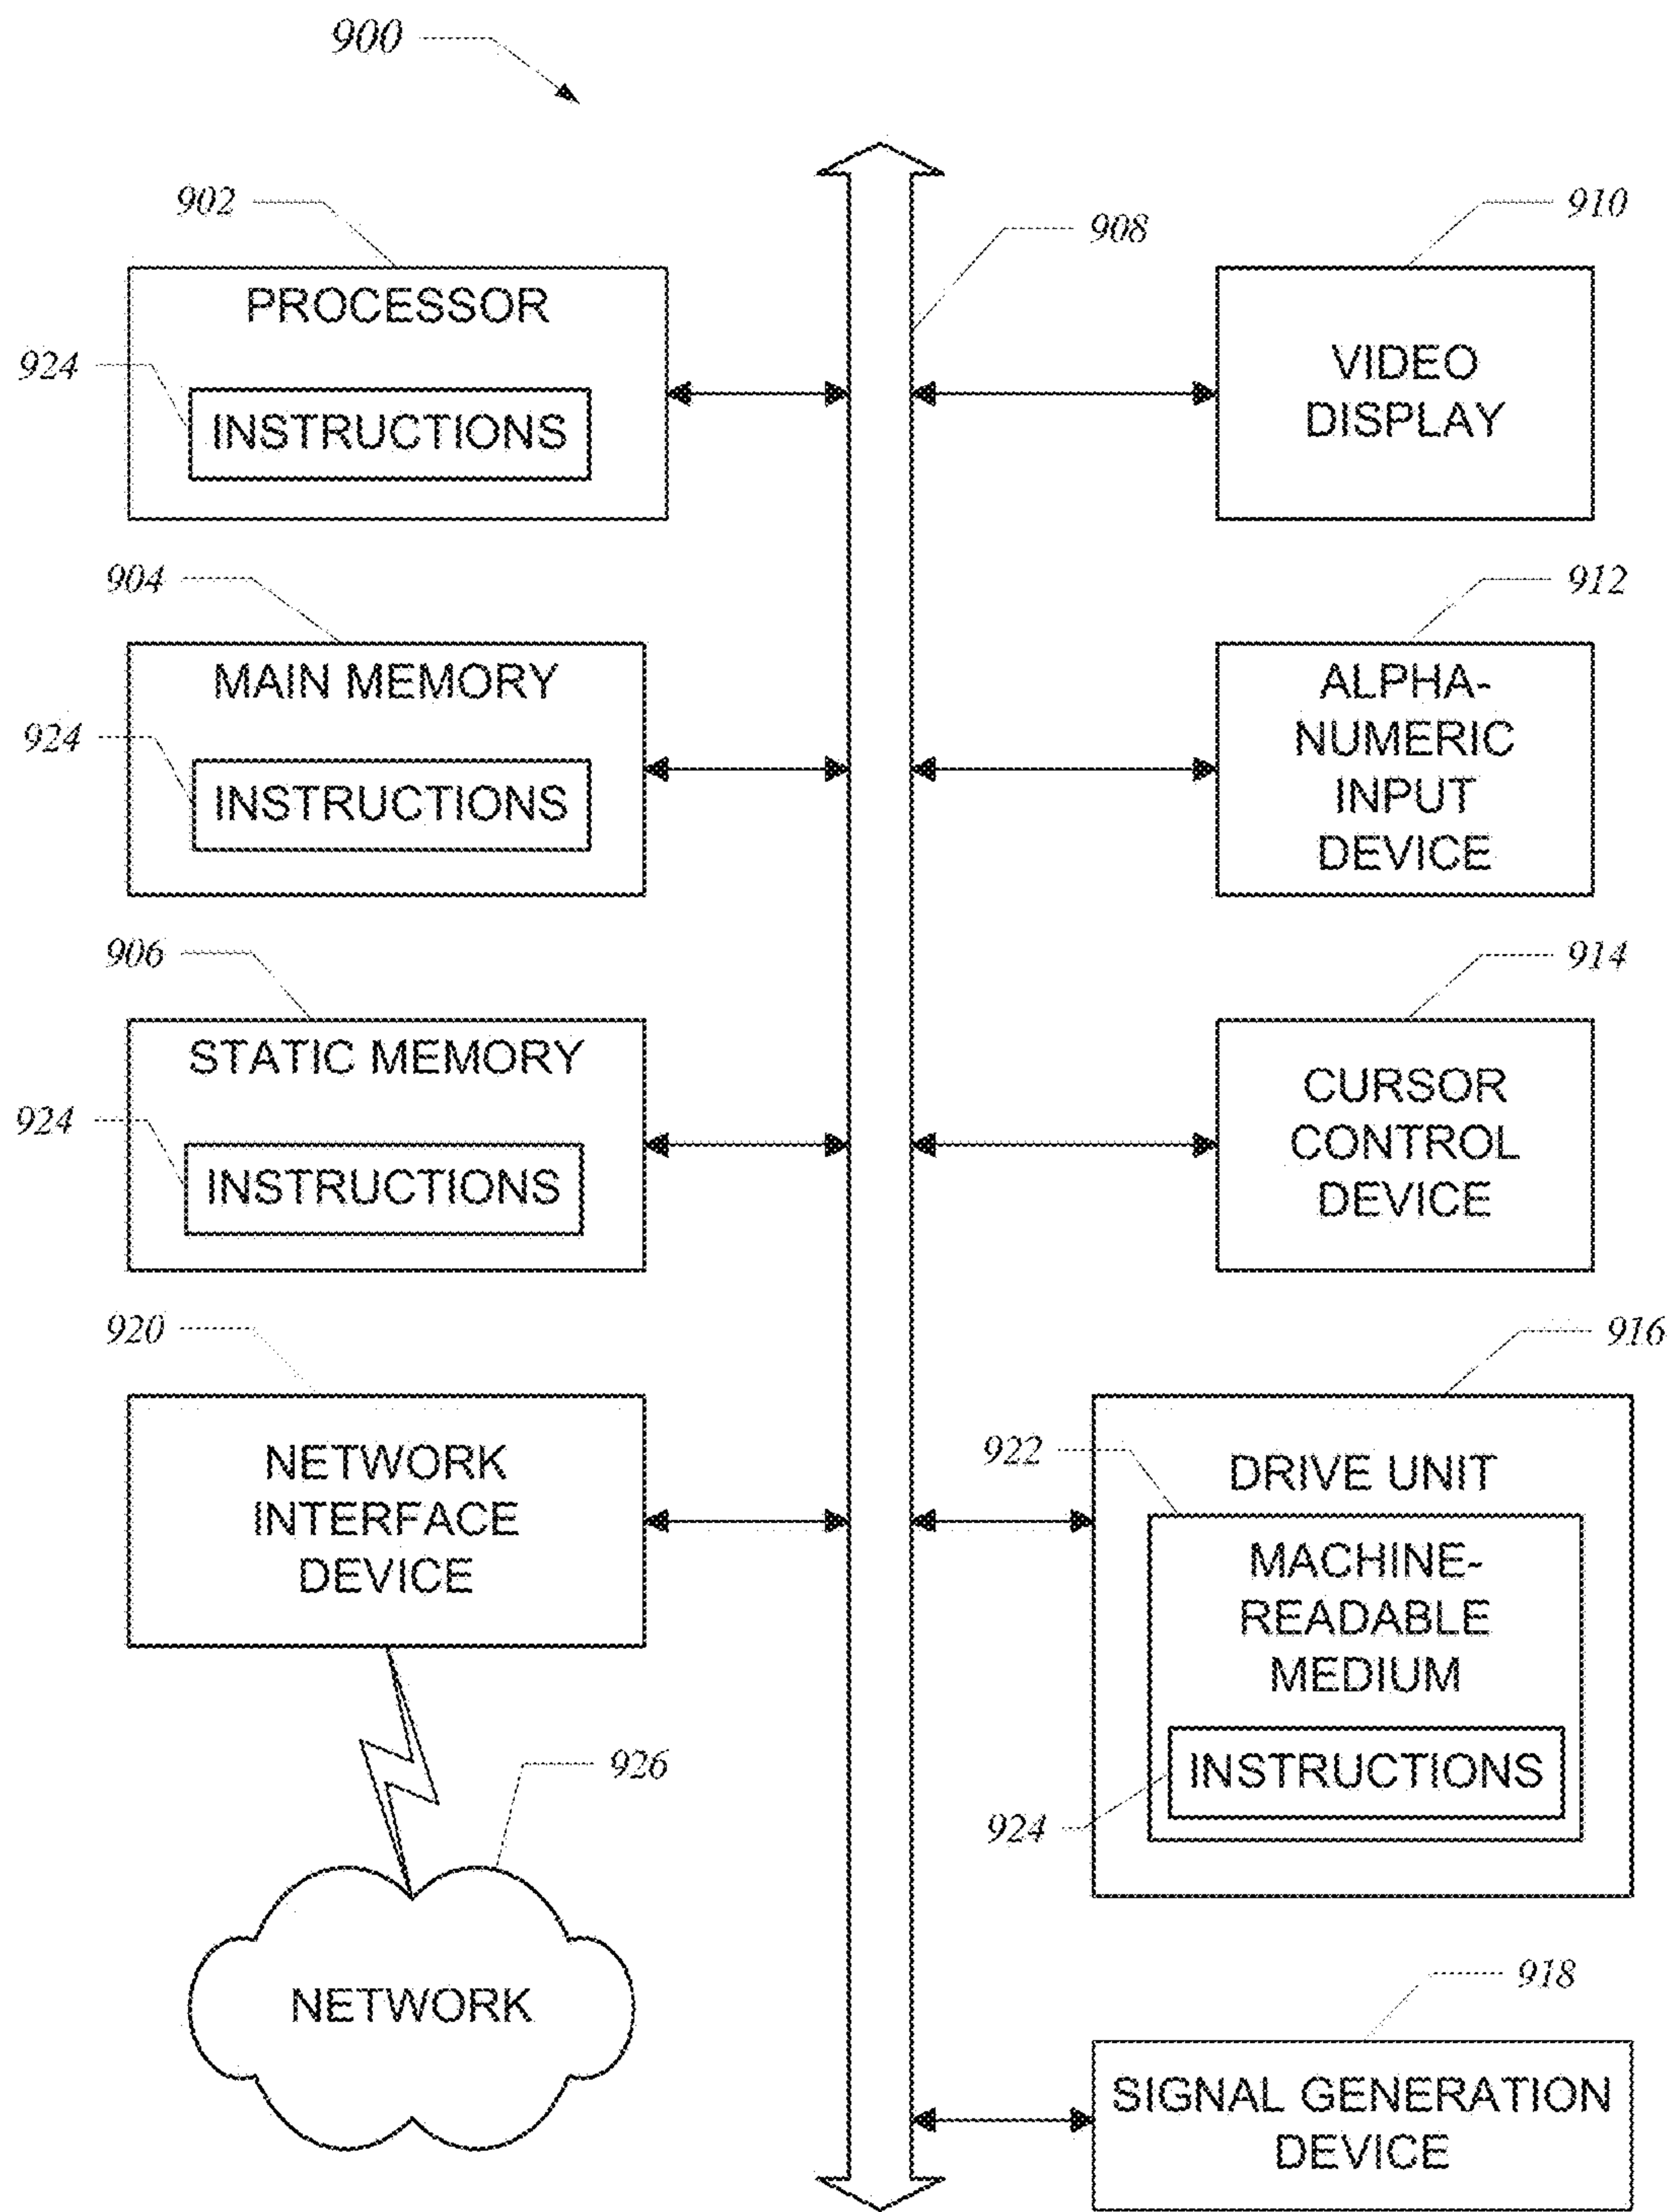 900
902
PROCESSOR
924
INSTRUCTIONS
904
MAIN MEMORY
924
INSTRUCTIONS
906
STATIC MEMORY
924
INSTRUCTIONS
920
NETWORK
INTERFACE
DEVICE
926
NETWORK
908
910
VIDEO
DISPLAY
912
ALPHA-
NUMERIC
INPUT
DEVICE
914
CURSOR
CONTROL
DEVICE
916
922
DRIVE UNIT
MACHINE-
READABLE
MEDIUM
INSTRUCTIONS
924
918
SIGNAL GENERATION
DEVICE